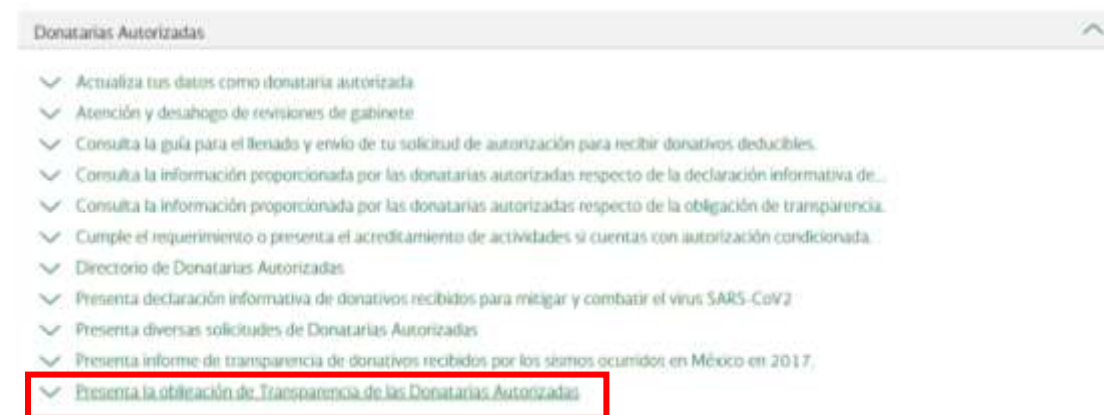 Donatarias Autorizadas
Actualiza tus datos como donataria autorizada
Atención y desahogo de revisiones de gabinete
Consulta la guía para el llenado y envío de tu solicitud de autorización para recibir donativos deducibles.
Consulta la información proporcionada por las donatarias autorizadas respecto de la declaración informativa de...
Consulta la información proporcionada por las donatarias autorizadas respecto de la obligación de transparencia.
Cumple el requerimiento o presenta el acreditamiento de actividades si cuentas con autorización condicionada.
Directorio de Donatarias Autorizadas
Presenta declaración informativa de donativos recibidos para mitigar y combatir el virus SARS-CoV2
Presenta diversas solicitudes de Donatarias Autorizadas
Presenta informe de transparencia de donativos recibidos por los sismos ocurridos en México en 2017.
Presenta la obligación de Transparencia de las Donatarias Autorizadas